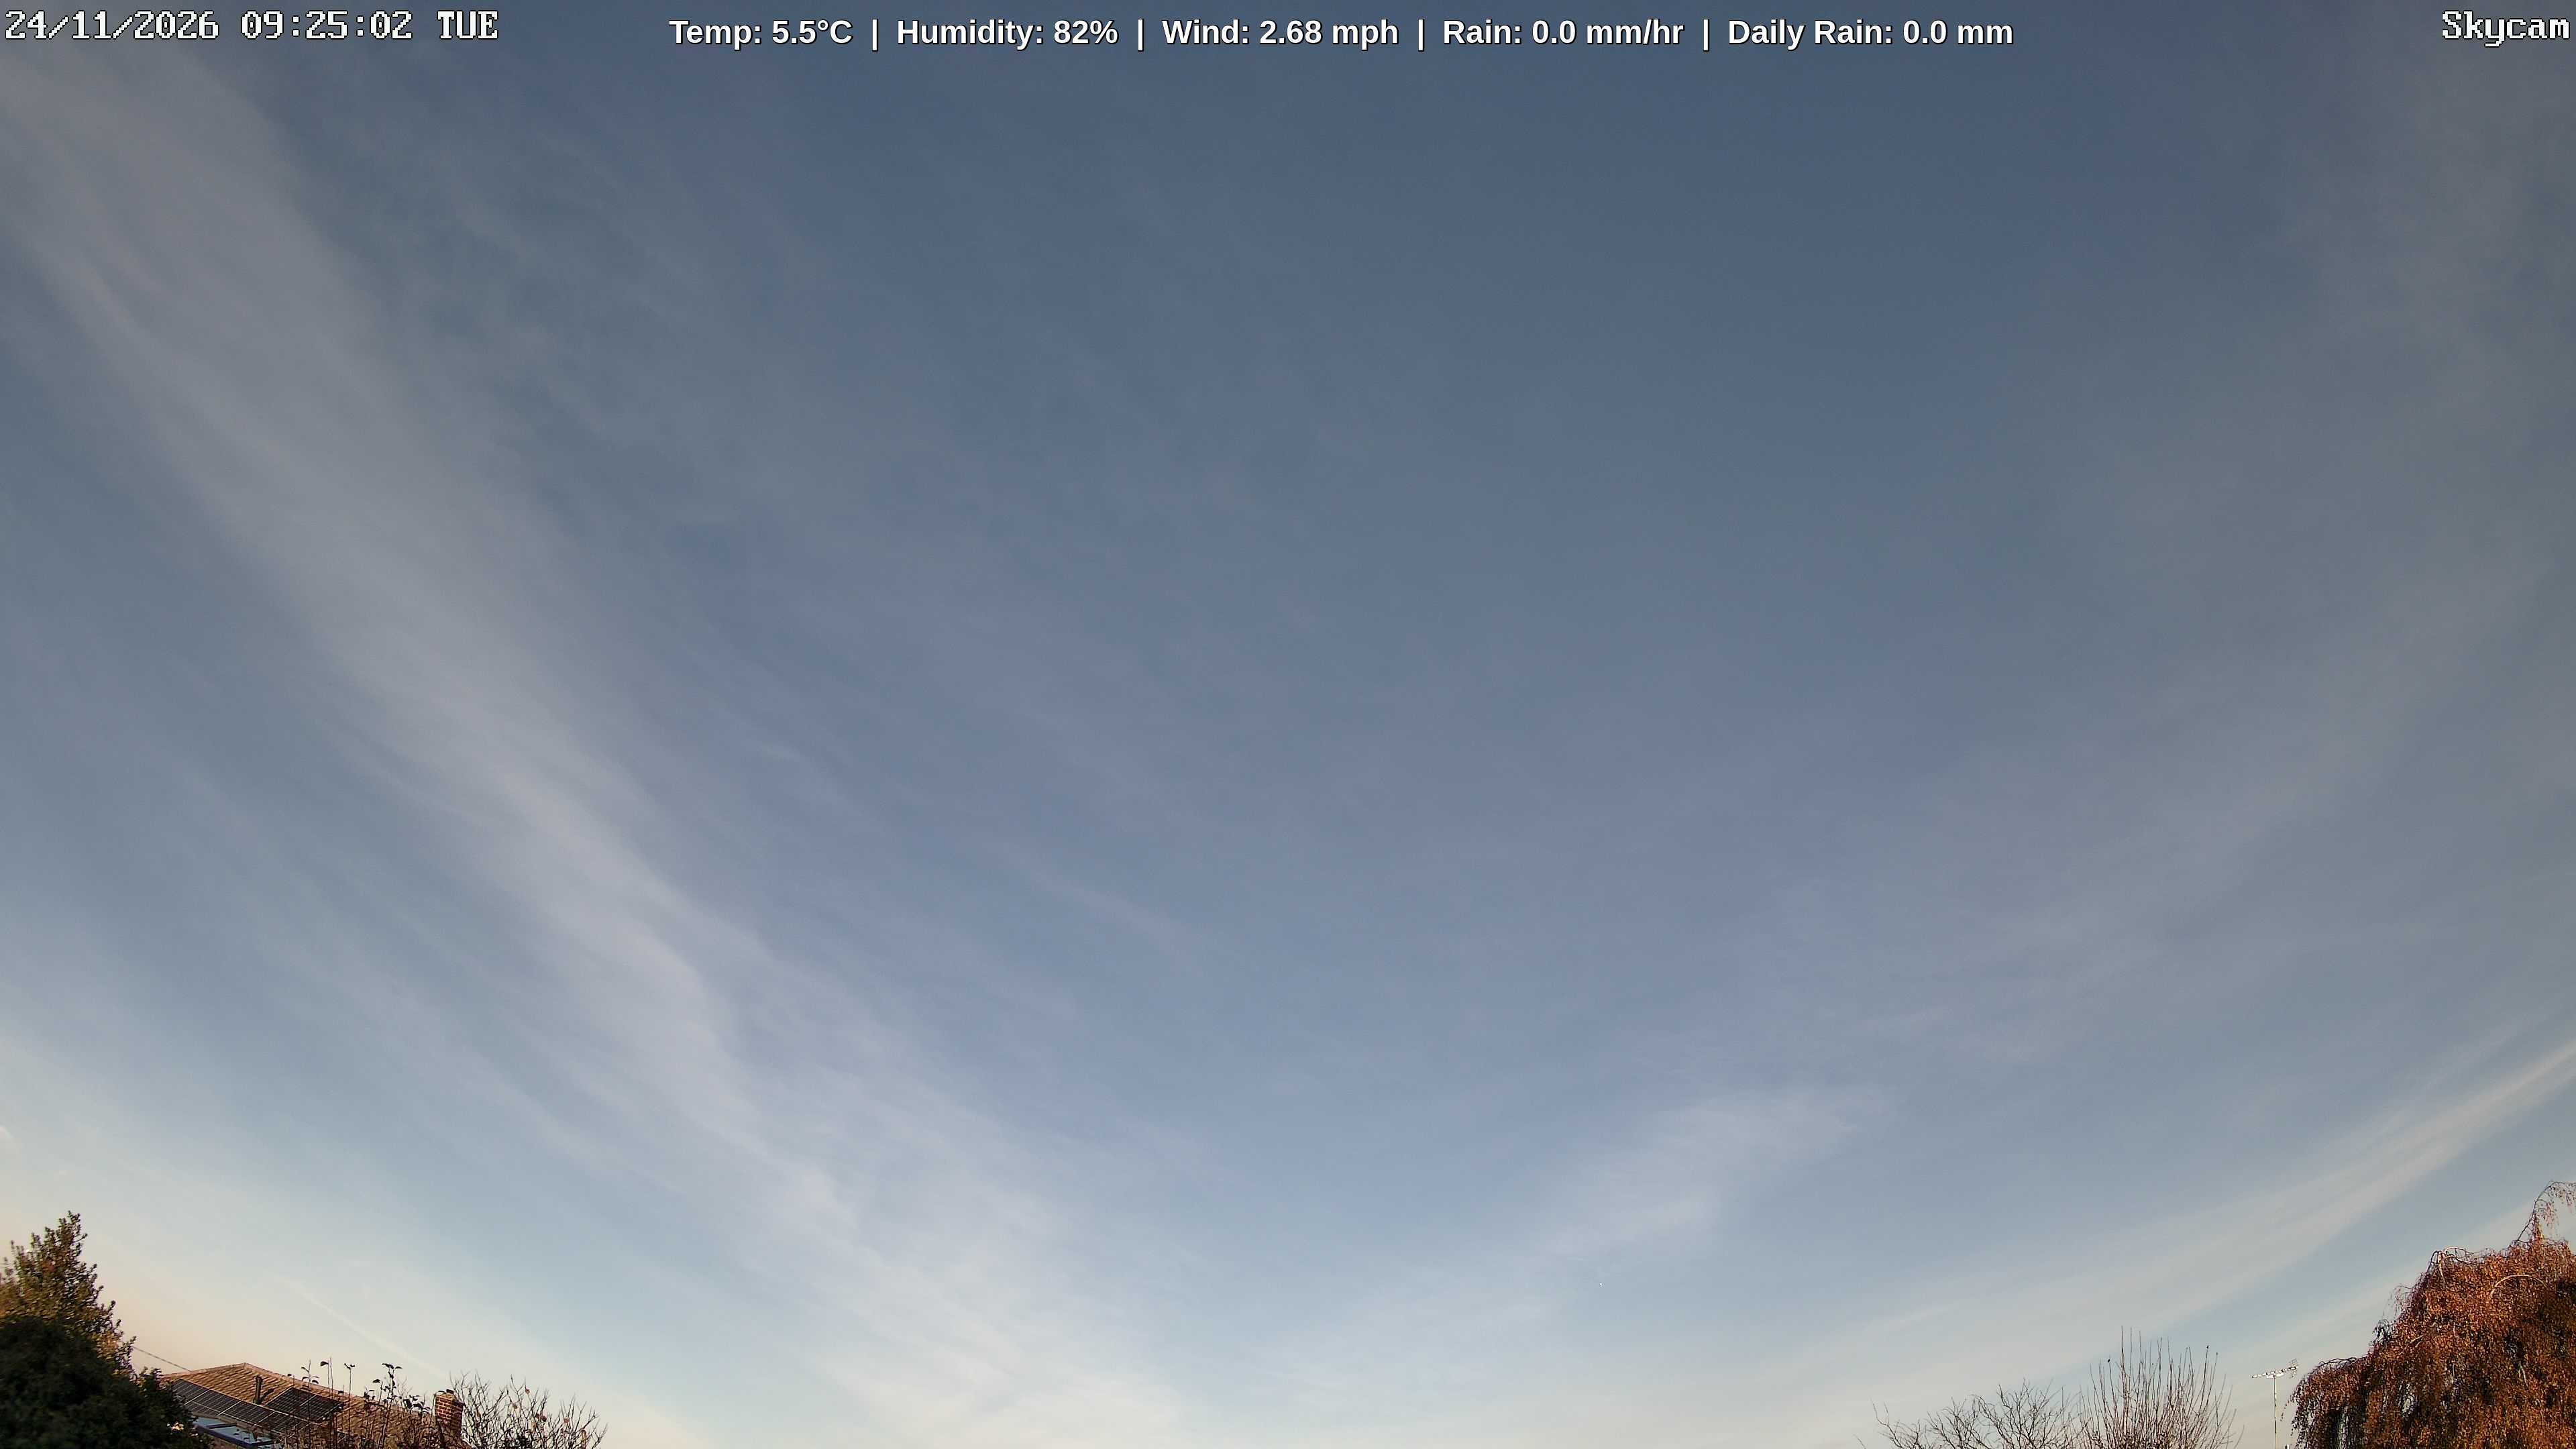 24/11/2026 09:25:02 TUE
Temp: 5.5°C | Humidity: 82% | Wind: 2.68 mph | Rain: 0.0 mm/hr | Daily Rain: 0.0 mm
Skycam